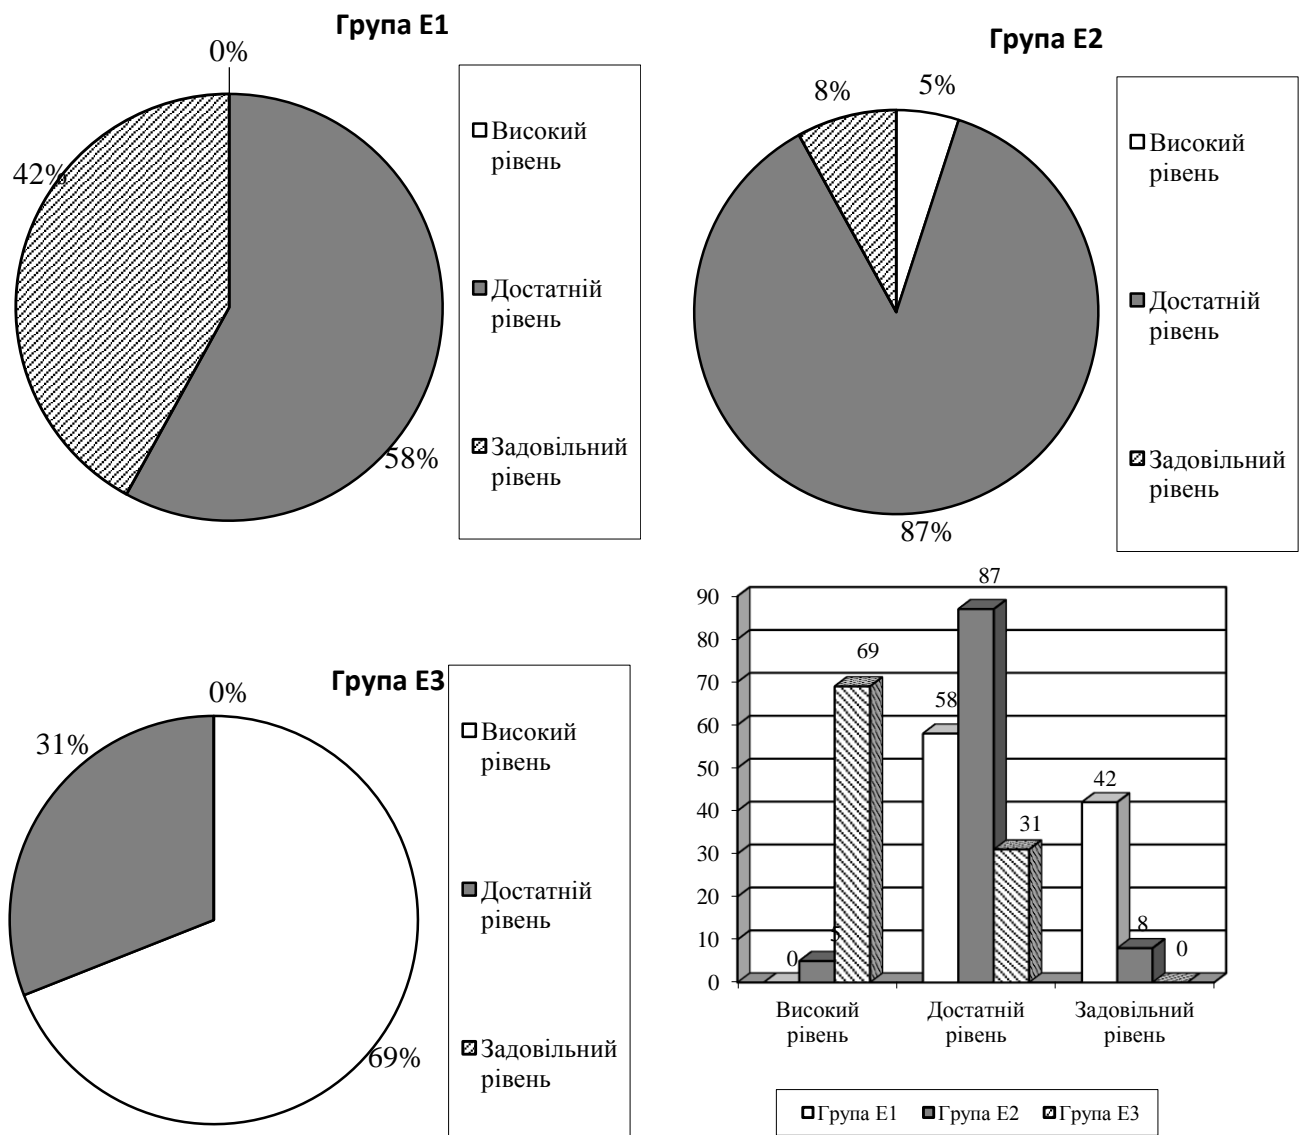 Група Е1
0%
42%
58%
Високий
рівень
Достатній
рівень
Задовільний
рівень
Група Е2
8%
5%
87%
Високий
рівень
Достатній
рівень
Задовільний
рівень
Група Е3
0%
31%
69%
Високий
рівень
Достатній
рівень
Задовільний
рівень
90
80
70
60
50
40
30
20
10
0
0
5
69
58
87
31
42
8
0
Високий
рівень
Достатній
рівень
Задовільний
рівень
Група Е1
Група Е2
Група Е3